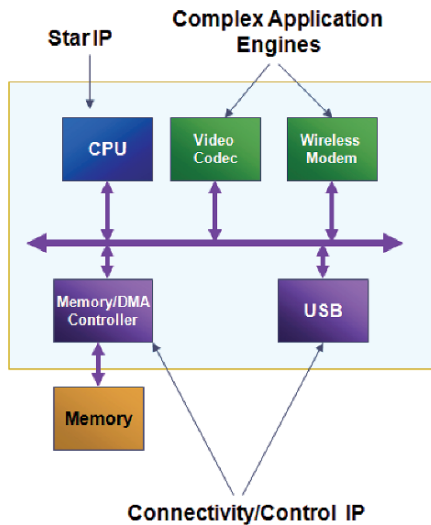 Star IP
Complex Application
Engines
CPU
Video
Codec
Wireless
Modem
Memory/DMA
Controller
USB
Memory
Connectivity/Control IP